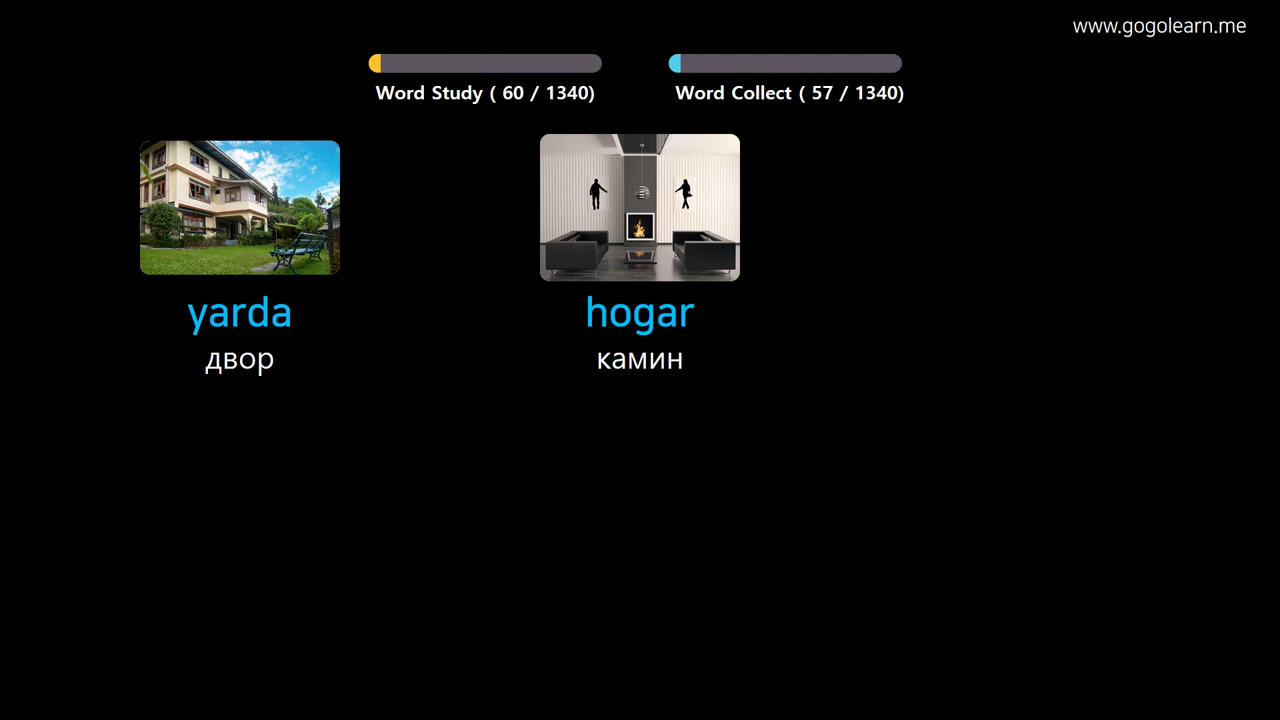 www.gogolearn.me
Word Study ( 60 / 1340)
Word Collect ( 57 / 1340)
yarda
двор
hogar
камин